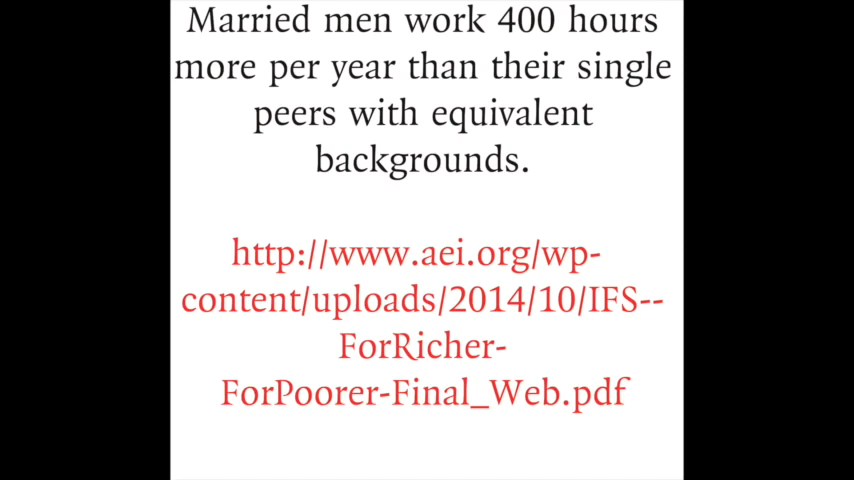 Married men work 400 hours
more per year than their single
peers with equivalent
backgrounds.
http://www.aei.org/wp-
content/uploads/2014/10/IFS--
ForRicher-
ForPoorer-Final_Web.pdf